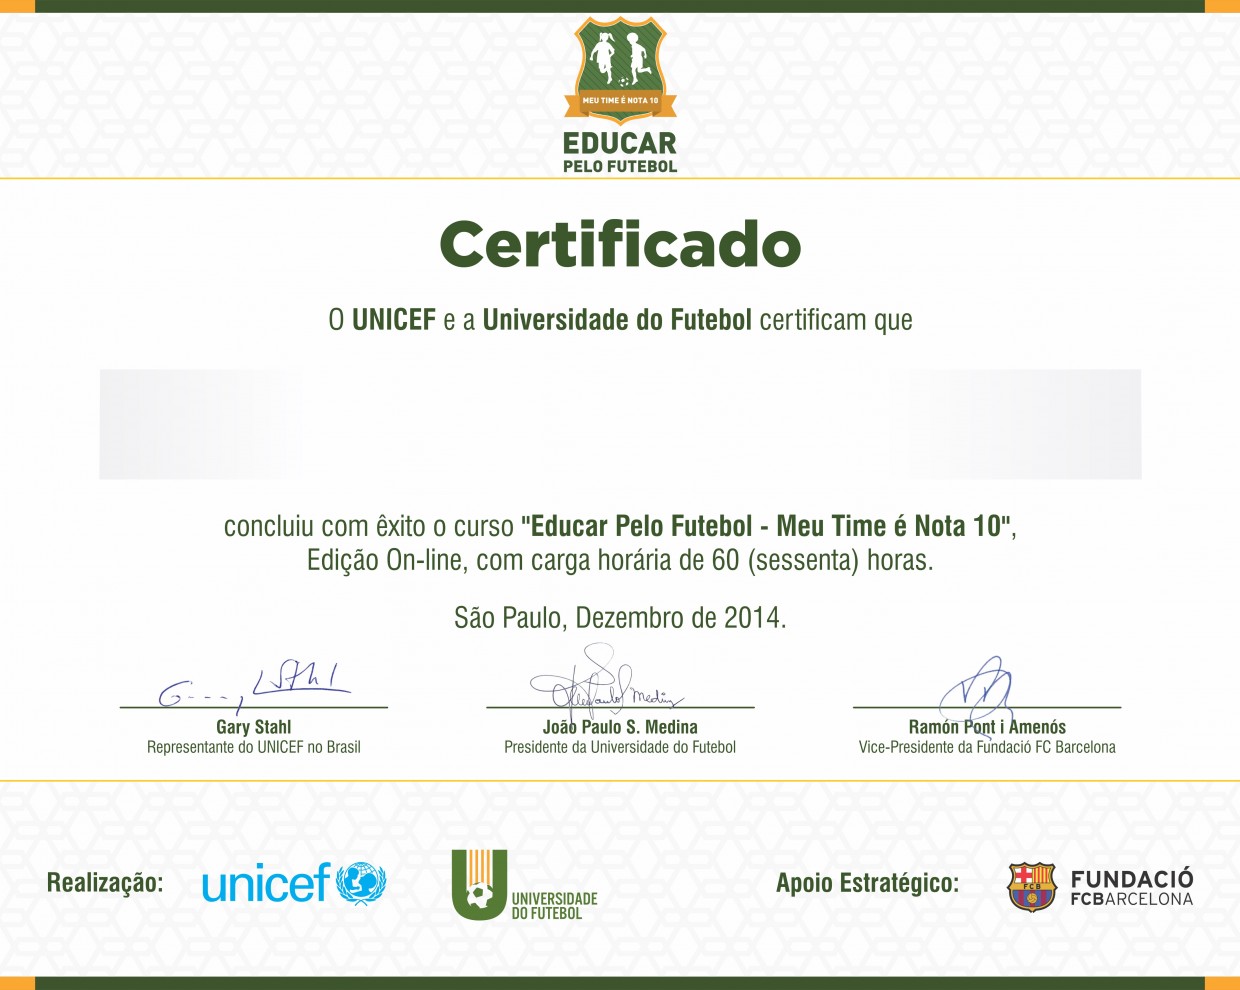 MEU TIME É NOTA 10
EDUCAR
PELO FUTEBOL
Certificado
O UNICEF e a Universidade do Futebol certificam que
concluiu com êxito o curso "Educar Pelo Futebol - Meu Time é Nota 10",
Edição On-line, com carga horária de 60 (sessenta) horas.
São Paulo, Dezembro de 2014.
Gary Stahl
Representante do UNICEF no Brasil
João Paulo S. Medina
Presidente da Universidade do Futebol
Ramón Pont i Amenós
Vice-Presidente da Fundació FC Barcelona
Realização:
unicef
UNIVERSIDADE
DO FUTEBOL
Apoio Estratégico:
FCB
FUNDACIÓ
FCBARCELONA